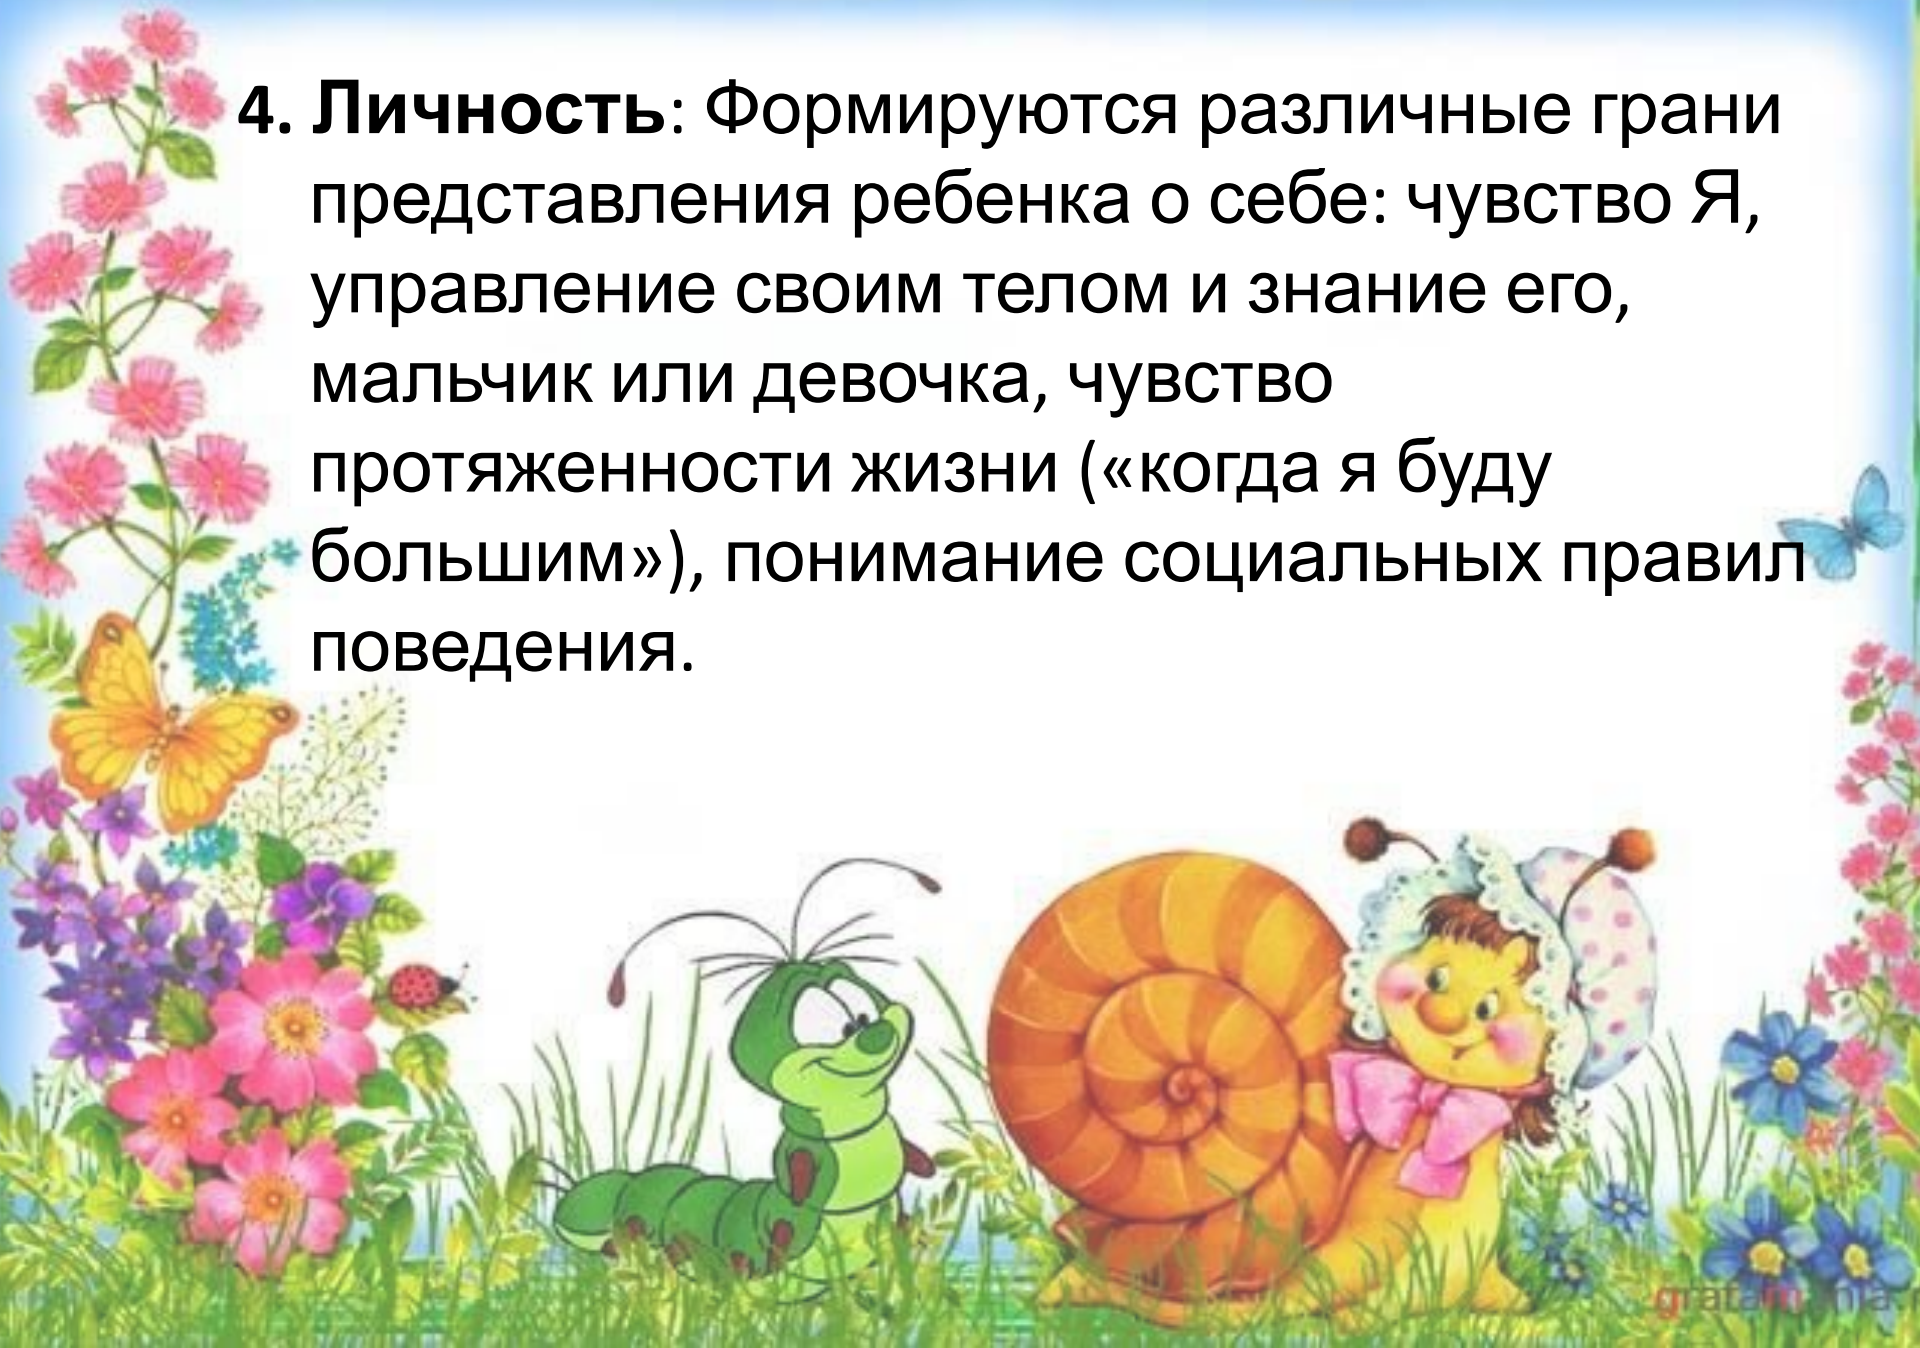 4. Личность: Формируются различные грани
представления ребенка о себе: чувство Я,
управление своим телом и знание его,
мальчик или девочка, чувство
протяженности жизни («когда я буду
большим»), понимание социальных правил
поведения.